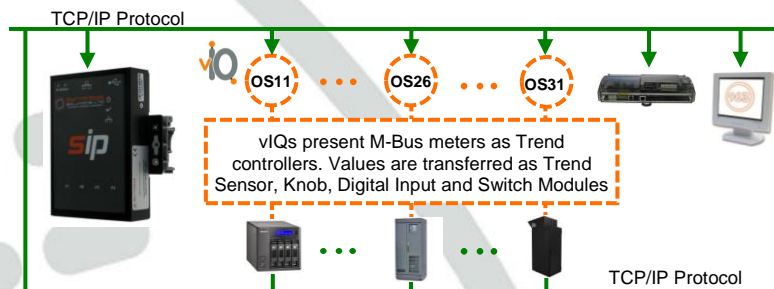 TCP/IP Protocol
vIQ
OS11
OS26
OS31
sip
vIQs present M-Bus meters as Trend
controllers. Values are transferred as Trend
Sensor, Knob, Digital Input and Switch Modules
TCP/IP Protocol